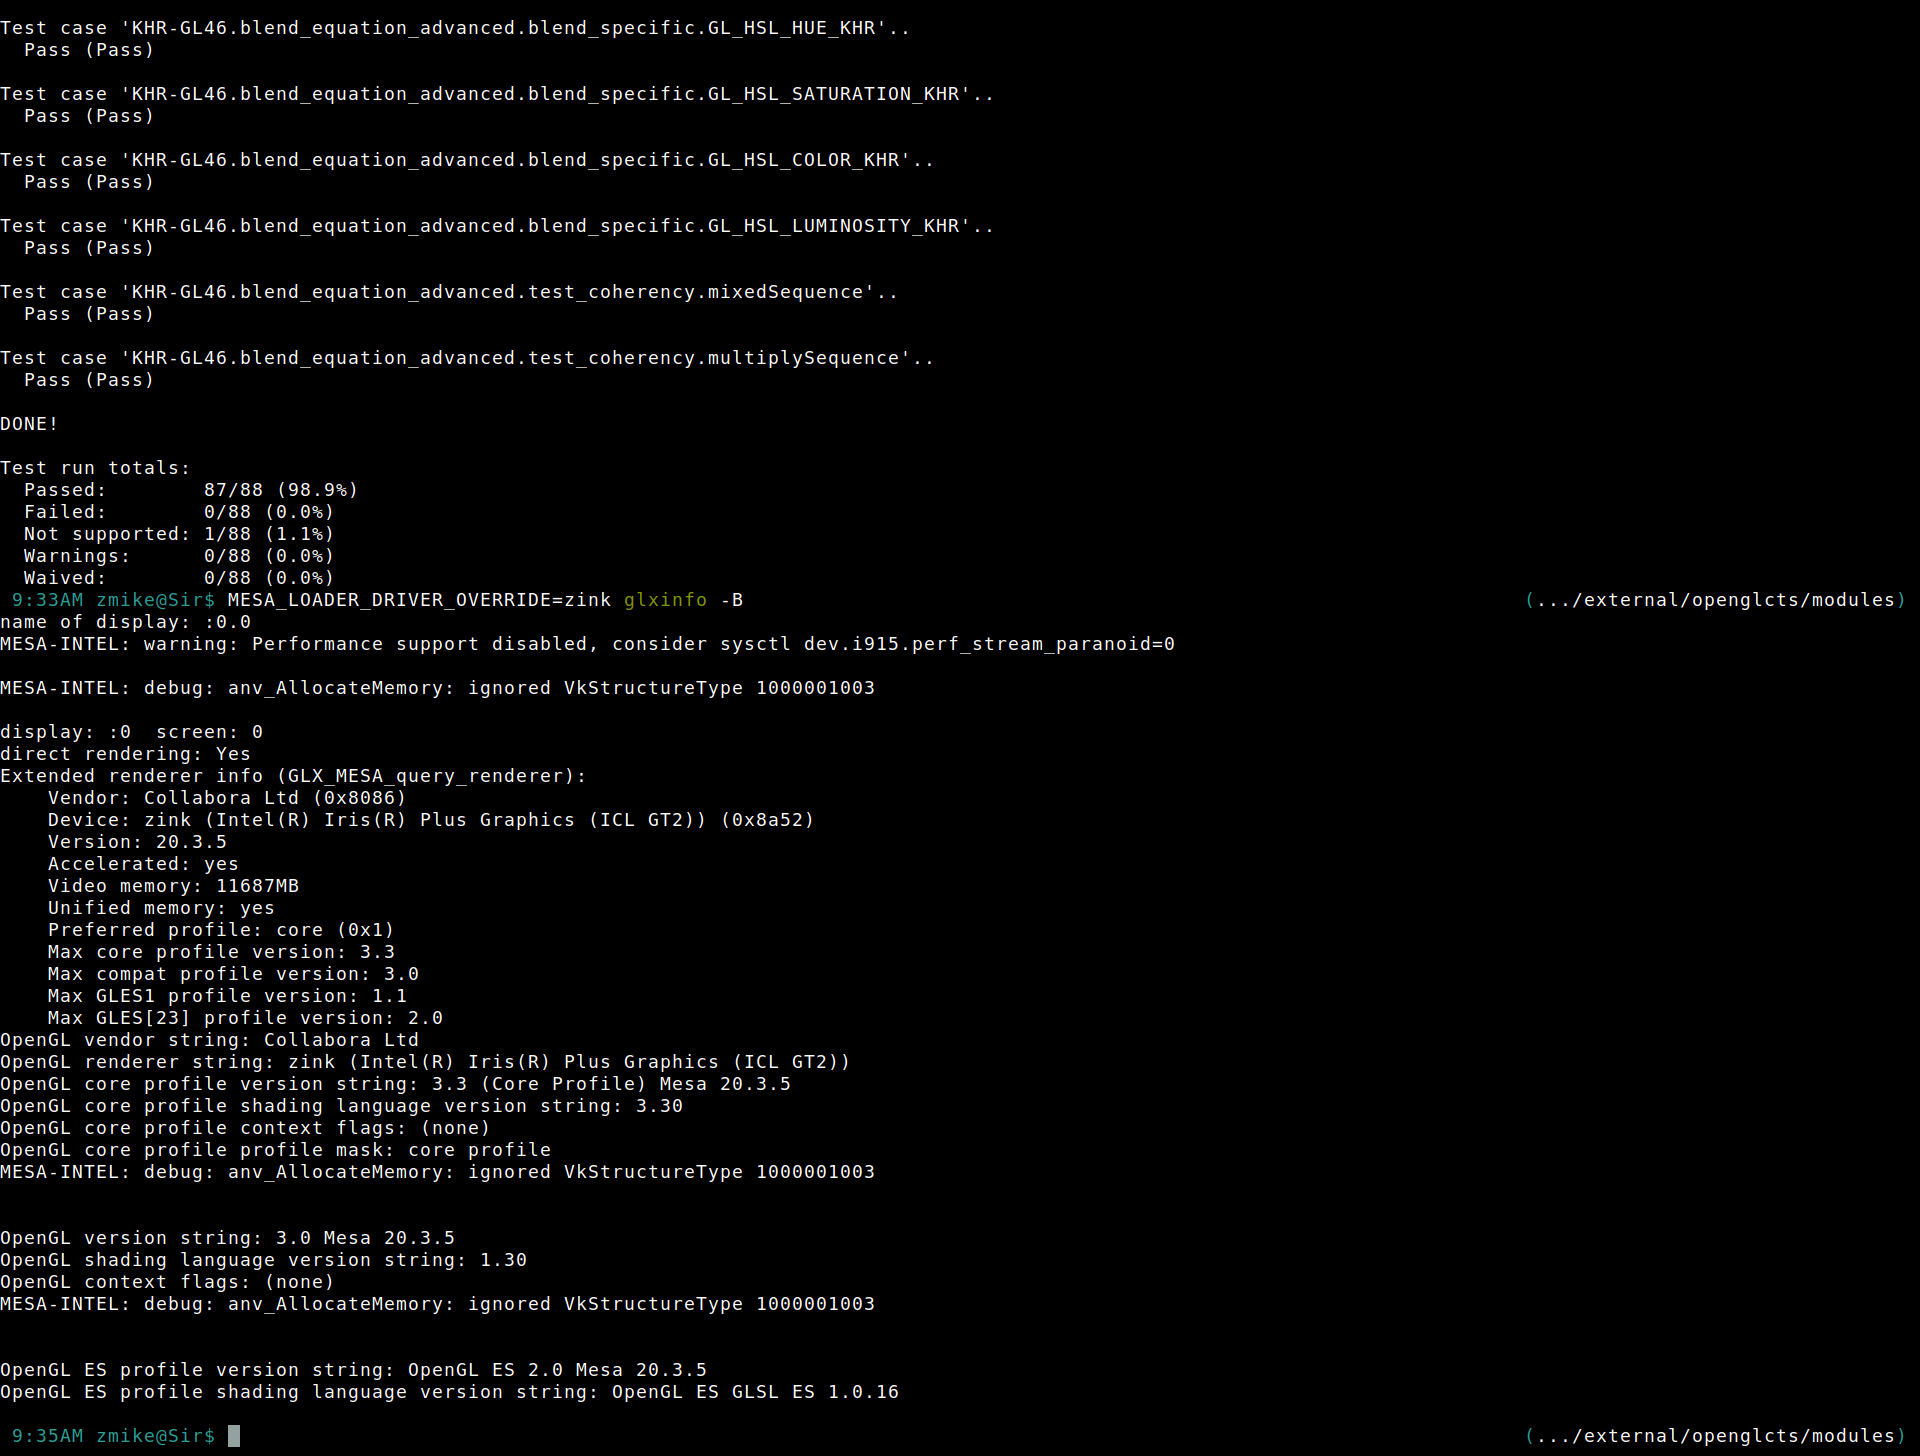 Test case 'KHR-GL46.blend_equation_advanced.blend_specific.GL_HSL_HUE_KHR'..
  Pass (Pass)

Test case 'KHR-GL46.blend_equation_advanced.blend_specific.GL_HSL_SATURATION_KHR'..
  Pass (Pass)

Test case 'KHR-GL46.blend_equation_advanced.blend_specific.GL_HSL_COLOR_KHR'..
  Pass (Pass)

Test case 'KHR-GL46.blend_equation_advanced.blend_specific.GL_HSL_LUMINOSITY_KHR'..
  Pass (Pass)

Test case 'KHR-GL46.blend_equation_advanced.test_coherency.mixedSequence'..
  Pass (Pass)

Test case 'KHR-GL46.blend_equation_advanced.test_coherency.multiplySequence'..
  Pass (Pass)

DONE!

Test run totals:
  Passed:        87/88 (98.9%)
  Failed:        0/88 (0.0%)
  Not supported: 1/88 (1.1%)
  Warnings:      0/88 (0.0%)
  Waived:        0/88 (0.0%)
 9:33AM zmike@Sir$ MESA_LOADER_DRIVER_OVERRIDE=zink glxinfo -B (.../external/openglcts/modules)
name of display: :0.0
MESA-INTEL: warning: Performance support disabled, consider sysctl dev.i915.perf_stream_paranoid=0

MESA-INTEL: debug: anv_AllocateMemory: ignored VkStructureType 1000001003

display: :0  screen: 0
direct rendering: Yes
Extended renderer info (GLX_MESA_query_renderer):
    Vendor: Collabora Ltd (0x8086)
    Device: zink (Intel(R) Iris(R) Plus Graphics (ICL GT2)) (0x8a52)
    Version: 20.3.5
    Accelerated: yes
    Video memory: 11687MB
    Unified memory: yes
    Preferred profile: core (0x1)
    Max core profile version: 3.3
    Max compat profile version: 3.0
    Max GLES1 profile version: 1.1
    Max GLES[23] profile version: 2.0
OpenGL vendor string: Collabora Ltd
OpenGL renderer string: zink (Intel(R) Iris(R) Plus Graphics (ICL GT2))
OpenGL core profile version string: 3.3 (Core Profile) Mesa 20.3.5
OpenGL core profile shading language version string: 3.30
OpenGL core profile context flags: (none)
OpenGL core profile profile mask: core profile
MESA-INTEL: debug: anv_AllocateMemory: ignored VkStructureType 1000001003

OpenGL version string: 3.0 Mesa 20.3.5
OpenGL shading language version string: 1.30
OpenGL context flags: (none)
MESA-INTEL: debug: anv_AllocateMemory: ignored VkStructureType 1000001003

OpenGL ES profile version string: OpenGL ES 2.0 Mesa 20.3.5
OpenGL ES profile shading language version string: OpenGL ES GLSL ES 1.0.16

 9:35AM zmike@Sir$ (.../external/openglcts/modules)